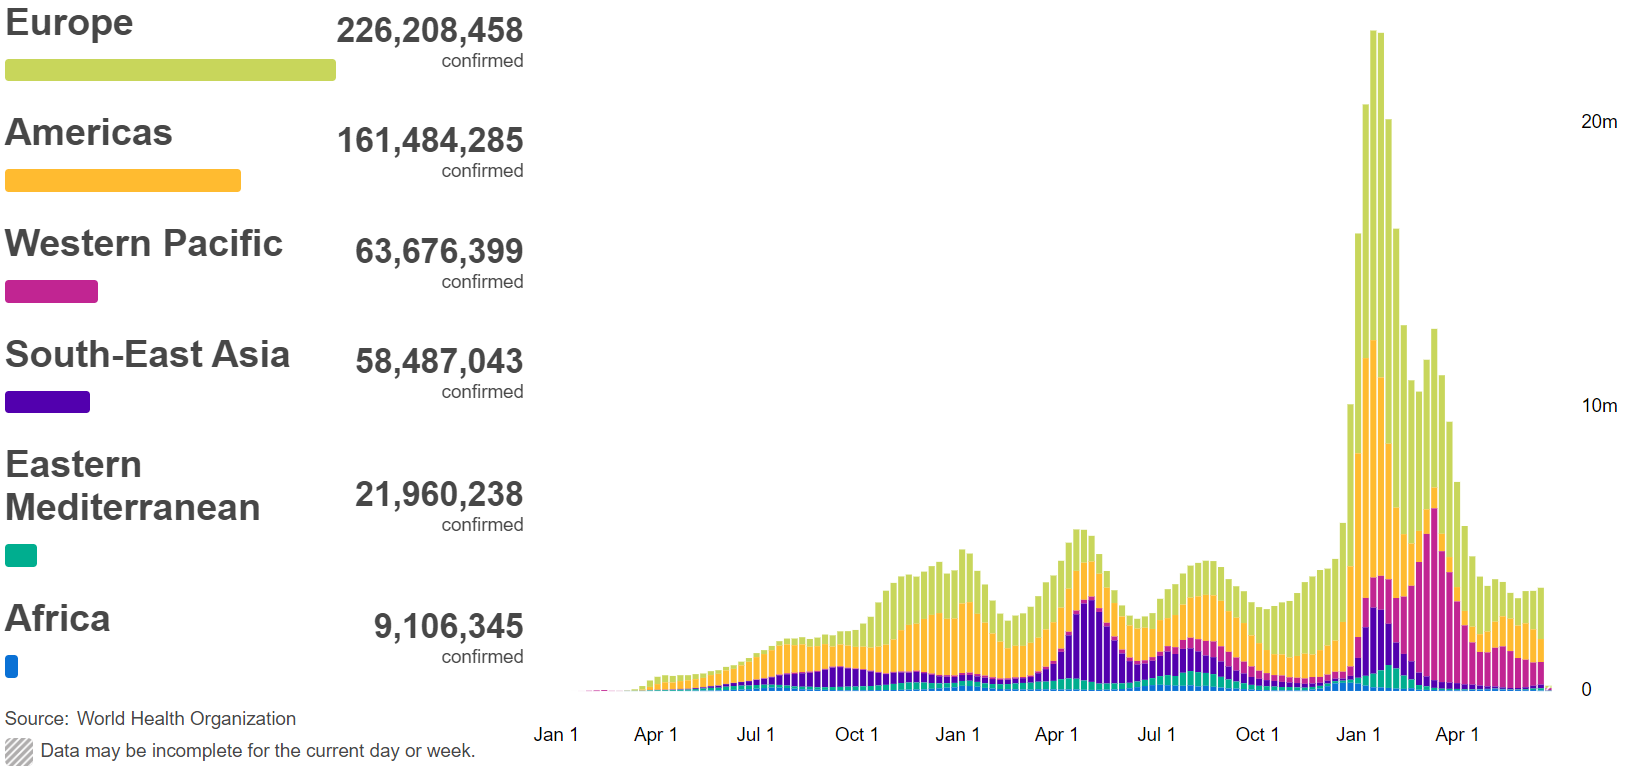 Europe
226,208,458
confirmed
Americas
161,484,285
confirmed
Western Pacific
63,676,399
confirmed
South-East Asia
58,487,043
confirmed
Eastern
Mediterranean
21,960,238
confirmed
Africa
9,106,345
confirmed
Source: World Health Organization
Data may be incomplete for the current day or week.
20m
10m
0
Jan 1 Apr 1 Jul 1 Oct 1 Jan 1 Apr 1 Jul 1 Oct 1 Jan 1 Apr 1